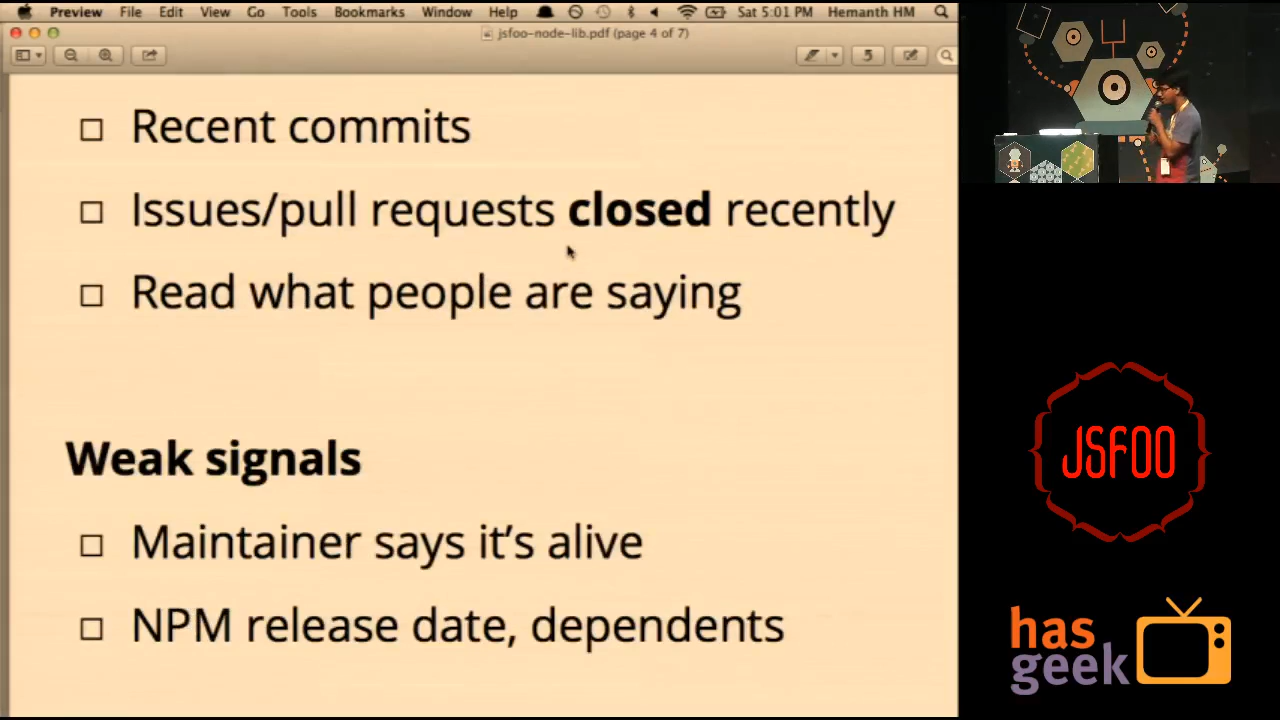 Preview File Edit View Go Tools Bookmarks Window Help Sat 5:01 PM Hemanth HM
jsfoo-node-lib.pdf (page 4 of 7)
Recent commits
Issues/pull requests closed recently
Read what people are saying
Weak signals
Maintainer says it’s alive
NPM release date, dependents
JSFOO
has
geek